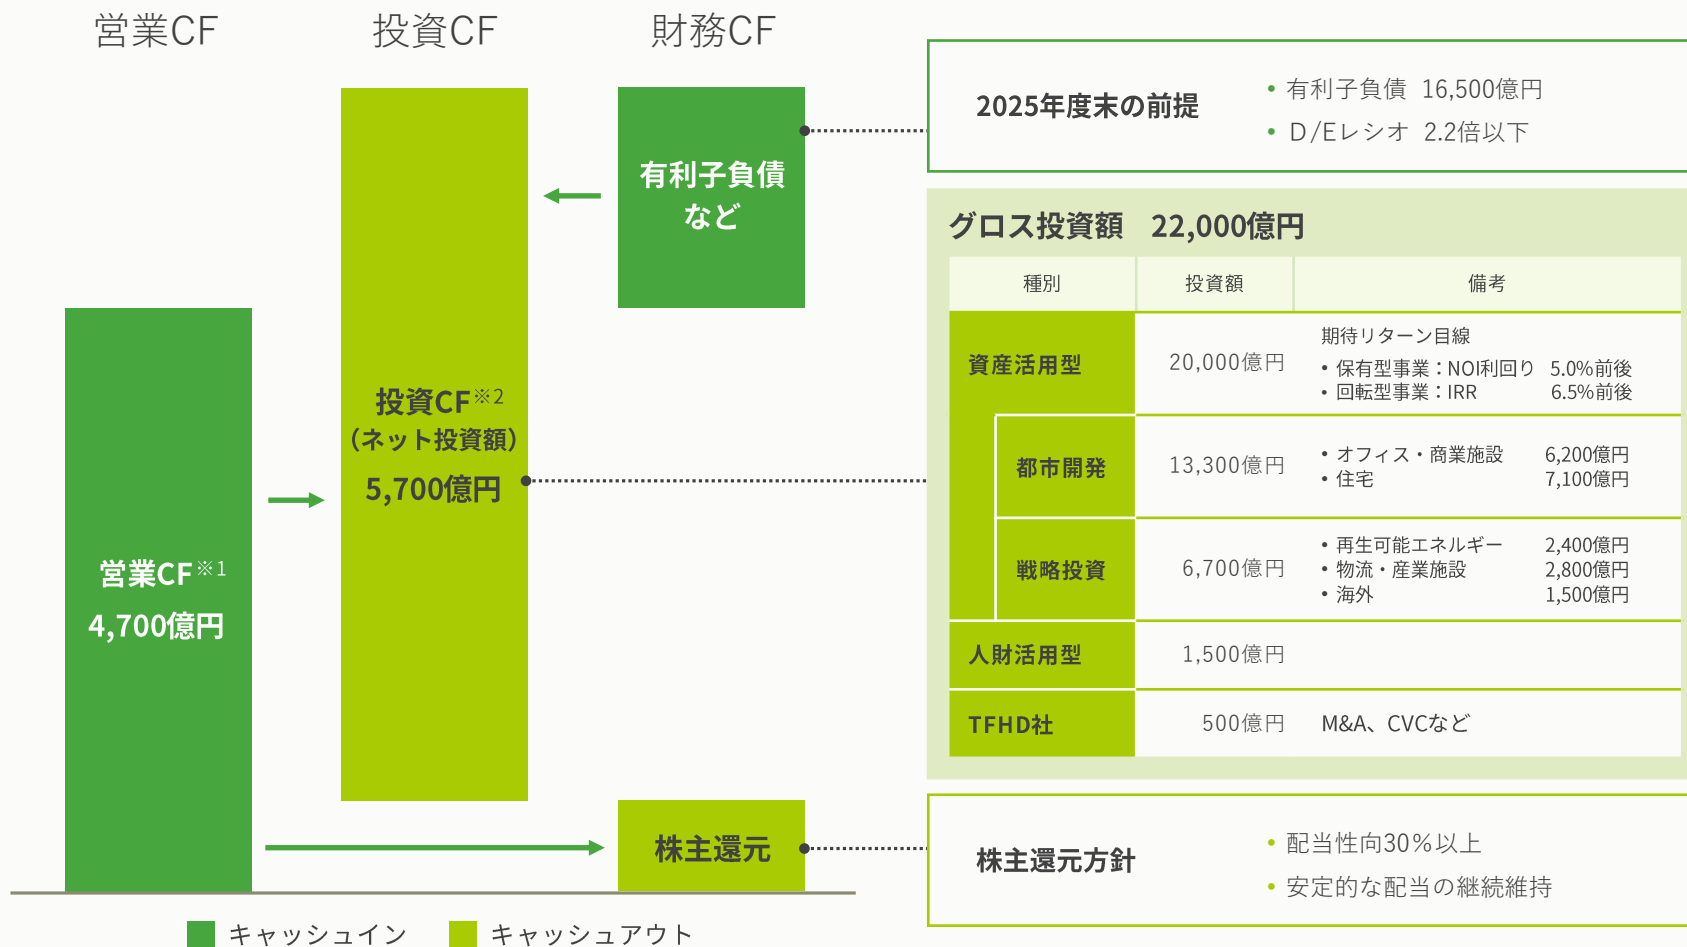 営業CF
投資CF
財務CF
有利子負債
など
投資CF※2
（ネット投資額）
5,700億円
営業CF※1
4,700億円
株主還元
キャッシュイン
キャッシュアウト
2025年度末の前提
• 有利子負債 16,500億円
• D/Eレシオ 2.2倍以下
グロス投資額 22,000億円
種別 投資額 備考
資産活用型 20,000億円
期待リターン目線
• 保有型事業：NOI利回り 5.0%前後
• 回転型事業：IRR 6.5%前後
都市開発 13,300億円
• オフィス・商業施設 6,200億円
• 住宅 7,100億円
戦略投資 6,700億円
• 再生可能エネルギー 2,400億円
• 物流・産業施設 2,800億円
• 海外 1,500億円
人財活用型 1,500億円
TFHD社 500億円 M&A、CVCなど
株主還元方針
• 配当性向30％以上
• 安定的な配当の継続維持